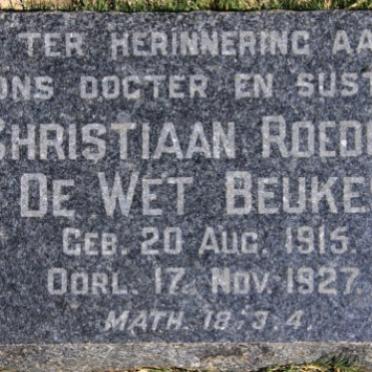 TER HERINNERING AA
ONS DOGTER EN SUST
CHRISTIAAN ROED
DE WET BEUKE
GEB. 20 AUG. 1915.
OORL. 17 NOV. 1927.
MATH. 18:3.4.